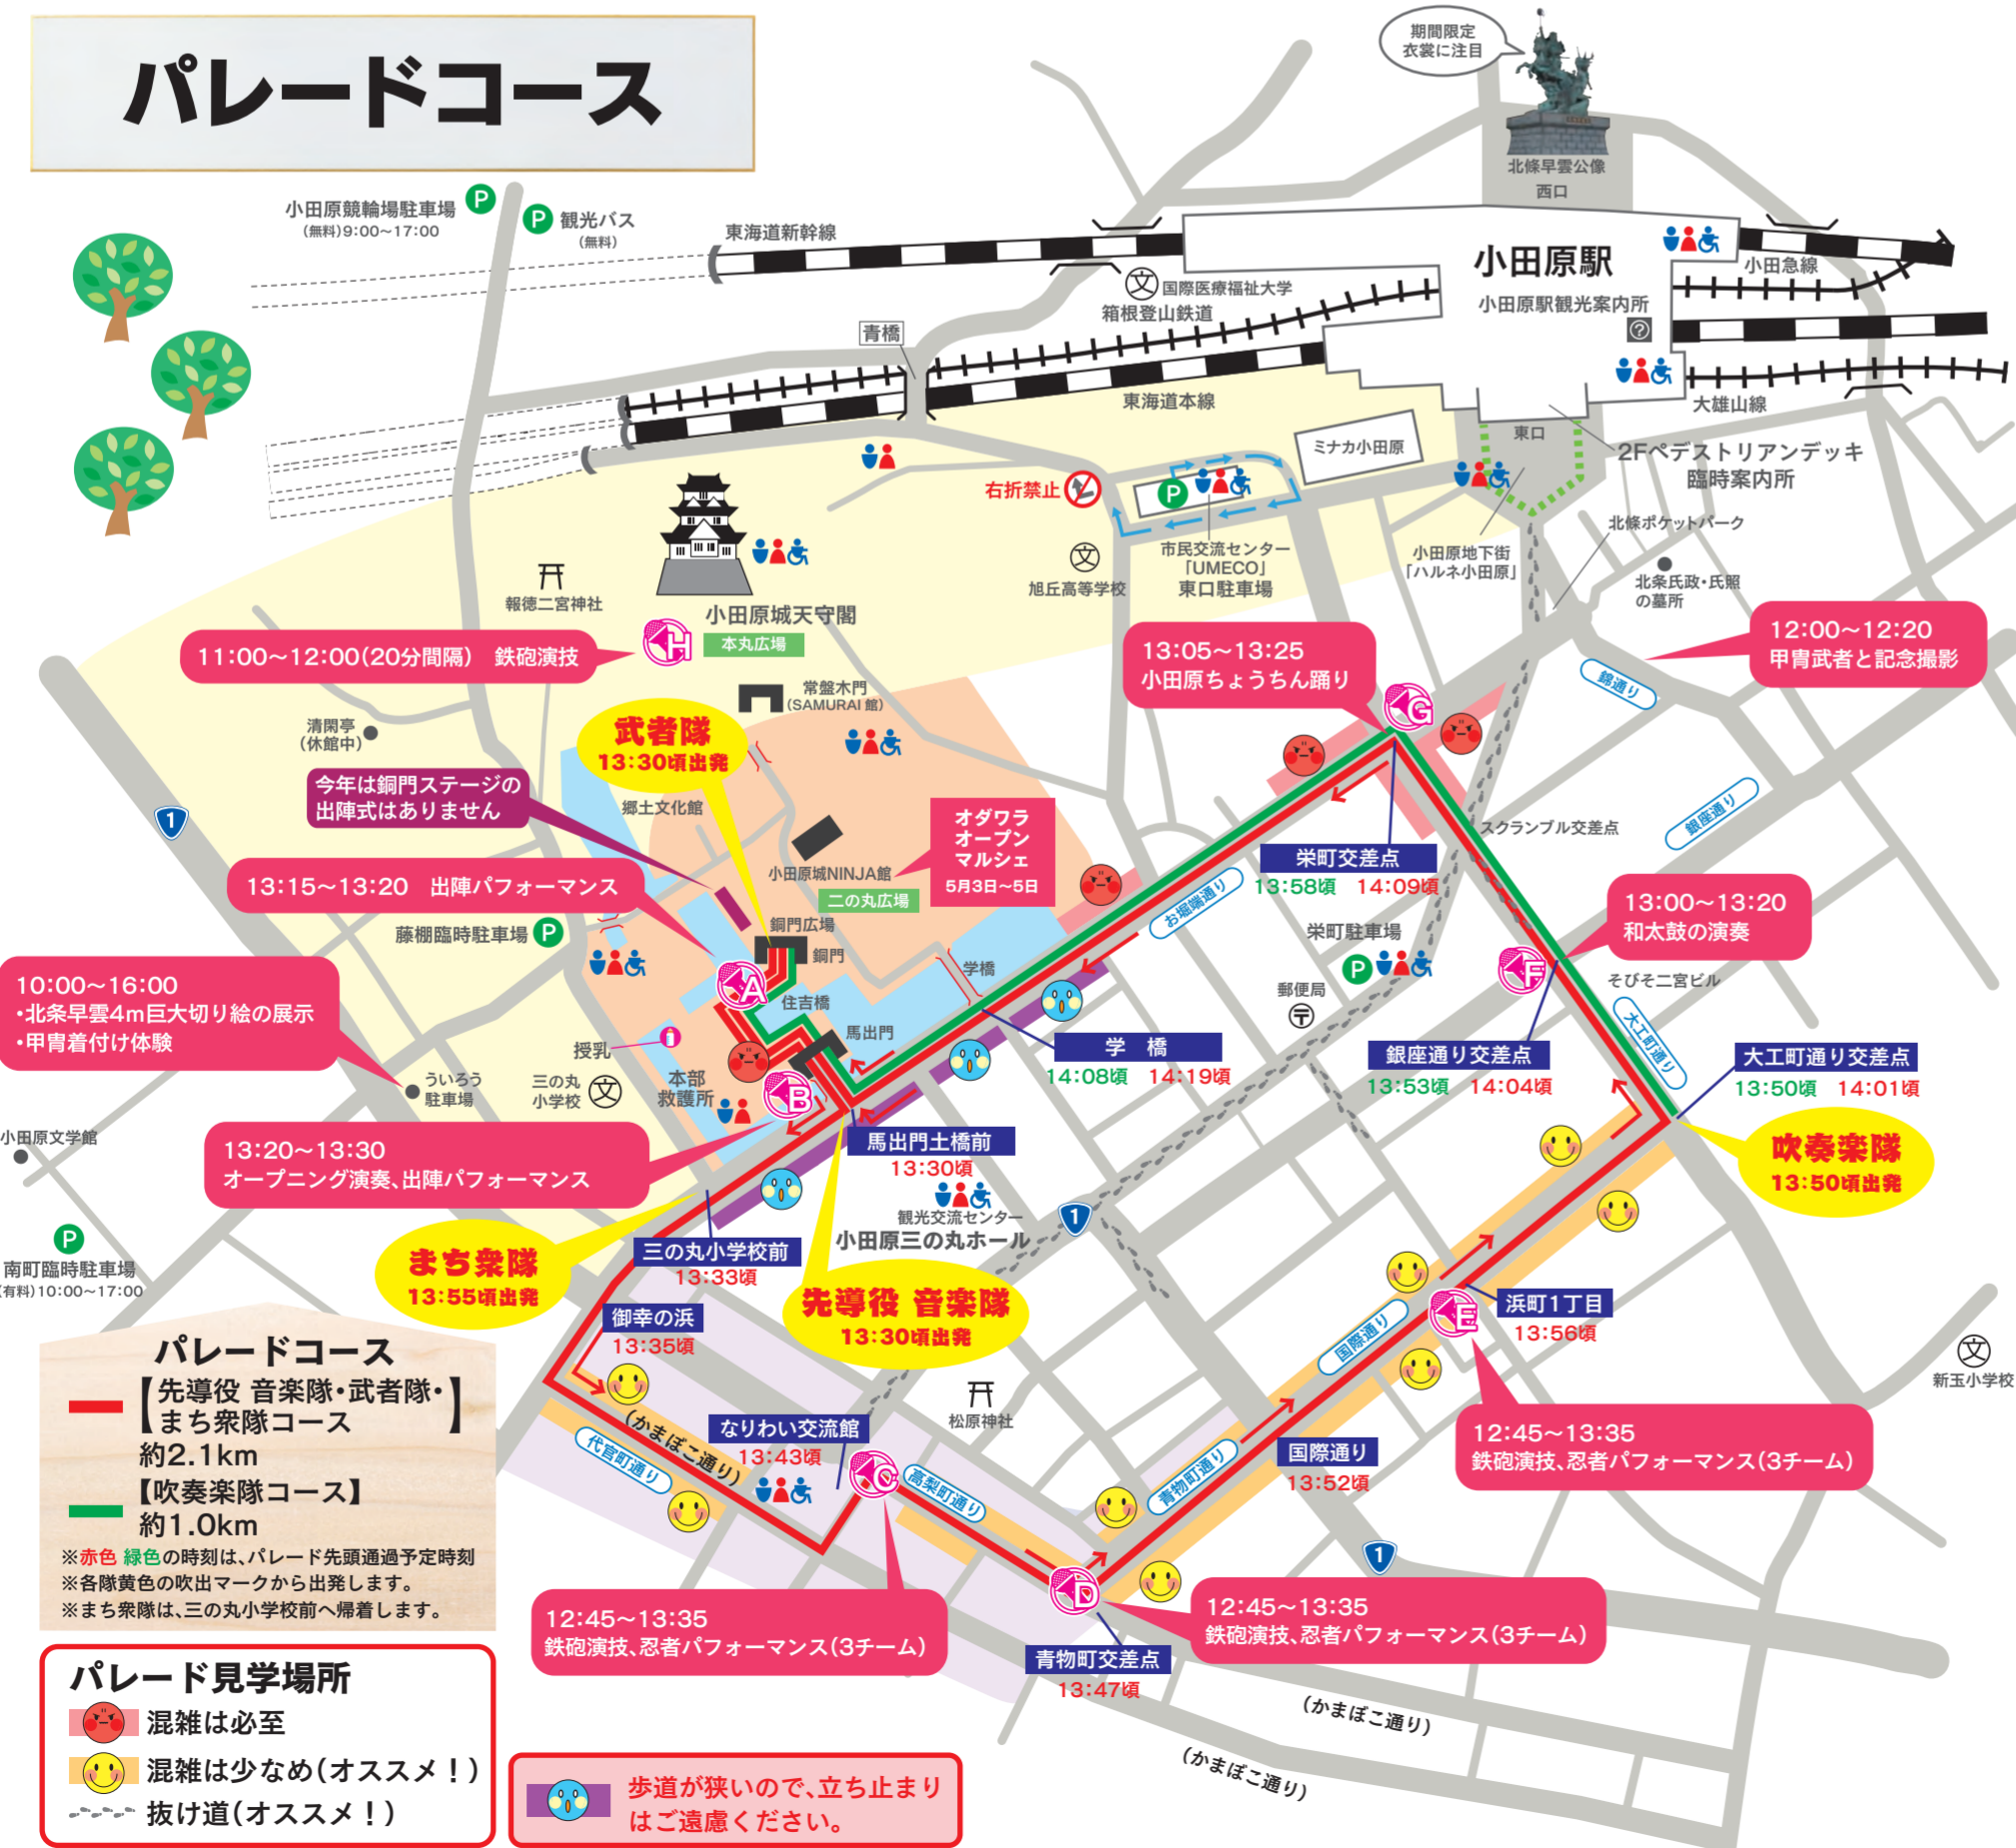 パレードコース
期間限定
衣裳に注目
北條早雲公像
西口
小田原競輪場駐車場
(無料)9:00〜17:00
P
P
観光バス
(無料)
東海道新幹線
小田原駅
小田急線
文
国際医療福祉大学
箱根登山鉄道
小田原駅観光案内所
?
青橋
東海道本線
大雄山線
ミナカ小田原
東口
2Fペデストリアンデッキ
臨時案内所
右折禁止
P
北條ポケットパーク
文
旭丘高等学校
市民交流センター
「UMECO」
東口駐車場
小田原地下街
「ハルネ小田原」
北条氏政・氏照
の墓所
報徳二宮神社
小田原城天守閣
本丸広場
H
11:00〜12:00(20分間隔) 鉄砲演技
13:05〜13:25
小田原ちょうちん踊り
12:00〜12:20
甲冑武者と記念撮影
錦通り
常盤木門
(SAMURAI館)
G
清閑亭
(休館中)
武者隊
13:30頃出発
今年は銅門ステージの
出陣式はありません
郷土文化館
オダワラ
オープン
マルシェ
5月3日〜5日
1
銀座通り
スクランブル交差点
小田原城NINJA館
二の丸広場
栄町交差点
13:58頃 14:09頃
13:15〜13:20 出陣パフォーマンス
お堀端通り
13:00〜13:20
和太鼓の演奏
藤棚臨時駐車場
P
銅門広場
銅門
栄町駐車場
P
学橋
F
A
そびそ二宮ビル
10:00〜16:00
・北条早雲4m巨大切り絵の展示
・甲冑着付け体験
住吉橋
郵便局
〒
大工町通り
馬出門
授乳
学 橋
14:08頃 14:19頃
銀座通り交差点
13:53頃 14:04頃
大工町通り交差点
13:50頃 14:01頃
ういろう
駐車場
三の丸
小学校
文
本部
救護所
B
小田原文学館
13:20〜13:30
オープニング演奏、出陣パフォーマンス
馬出門土橋前
13:30頃
吹奏楽隊
13:50頃出発
観光交流センター
小田原三の丸ホール
1
P
南町臨時駐車場
(有料)10:00〜17:00
まち衆隊
13:55頃出発
三の丸小学校前
13:33頃
先導役 音楽隊
13:30頃出発
御幸の浜
13:35頃
国際通り
E
浜町1丁目
13:56頃
文
新玉小学校
パレードコース
【先導役 音楽隊・武者隊・
まち衆隊コース】
約2.1km
【吹奏楽隊コース】
約1.0km
※赤色 緑色の時刻は、パレード先頭通過予定時刻
※各隊黄色の吹出マークから出発します。
※まち衆隊は、三の丸小学校前へ帰着します。
松原神社
(かまぼこ通り)
代官町通り
なりわい交流館
13:43頃
C
高梨町通り
青物町通り
国際通り
13:52頃
12:45〜13:35
鉄砲演技、忍者パフォーマンス(3チーム)
1
D
12:45〜13:35
鉄砲演技、忍者パフォーマンス(3チーム)
12:45〜13:35
鉄砲演技、忍者パフォーマンス(3チーム)
青物町交差点
13:47頃
(かまぼこ通り)
(かまぼこ通り)
パレード見学場所
混雑は必至
混雑は少なめ(オススメ!)
抜け道(オススメ!)
歩道が狭いので、立ち止まり
はご遠慮ください。